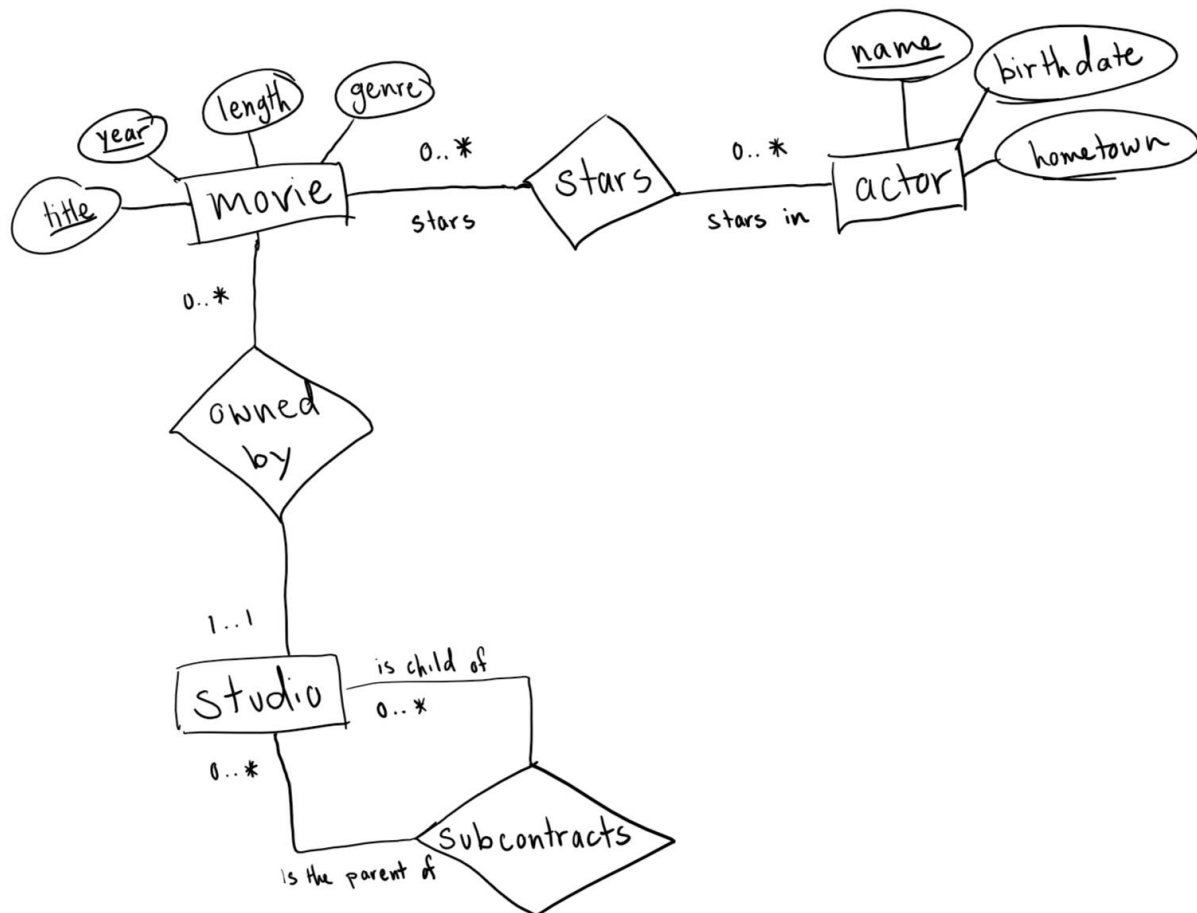 name
birthdate
hometown
genre
length
year
title
movie
0..*
stars
stars
0..*
stars in
actor
0..*
owned
by
1..1
studio
is child of
0..*
0..*
subcontracts
is the parent of